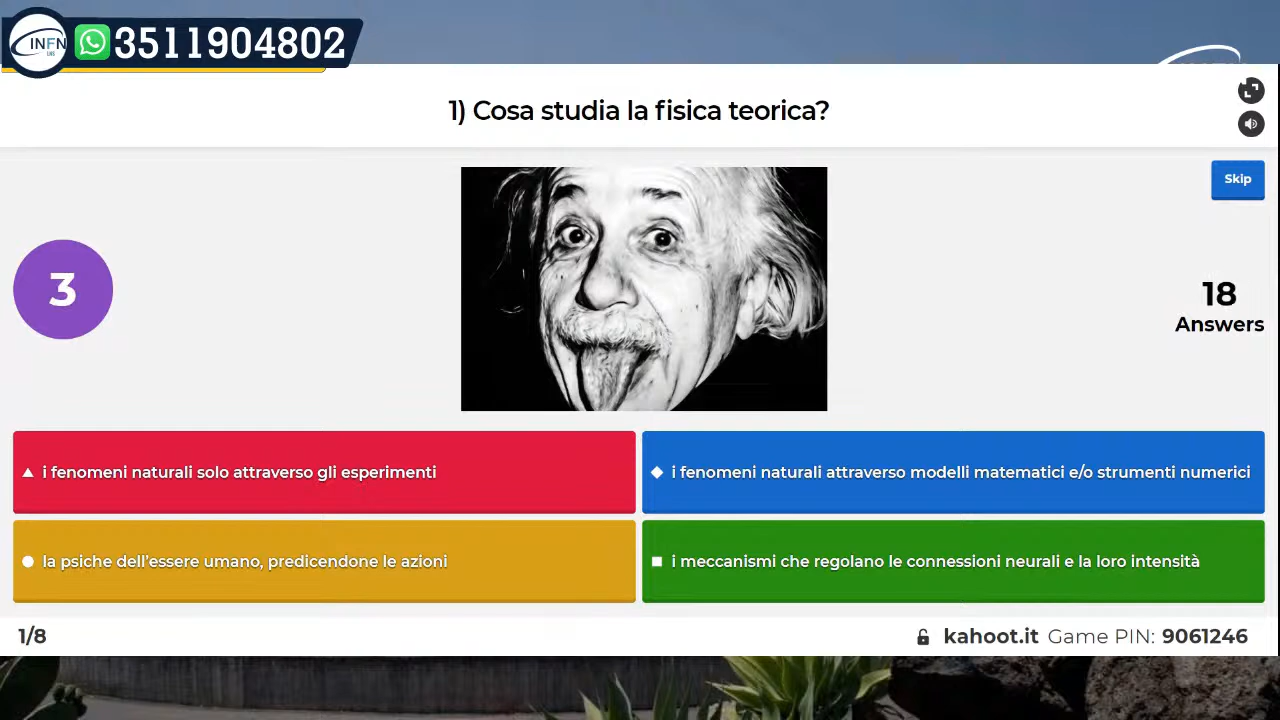 INFN
LNS
3511904802
1) Cosa studia la fisica teorica?
Skip
3
18
Answers
i fenomeni naturali solo attraverso gli esperimenti
i fenomeni naturali attraverso modelli matematici e/o strumenti numerici
la psiche dell'essere umano, predicendone le azioni
i meccanismi che regolano le connessioni neurali e la loro intensità
1/8
kahoot.it Game PIN: 9061246